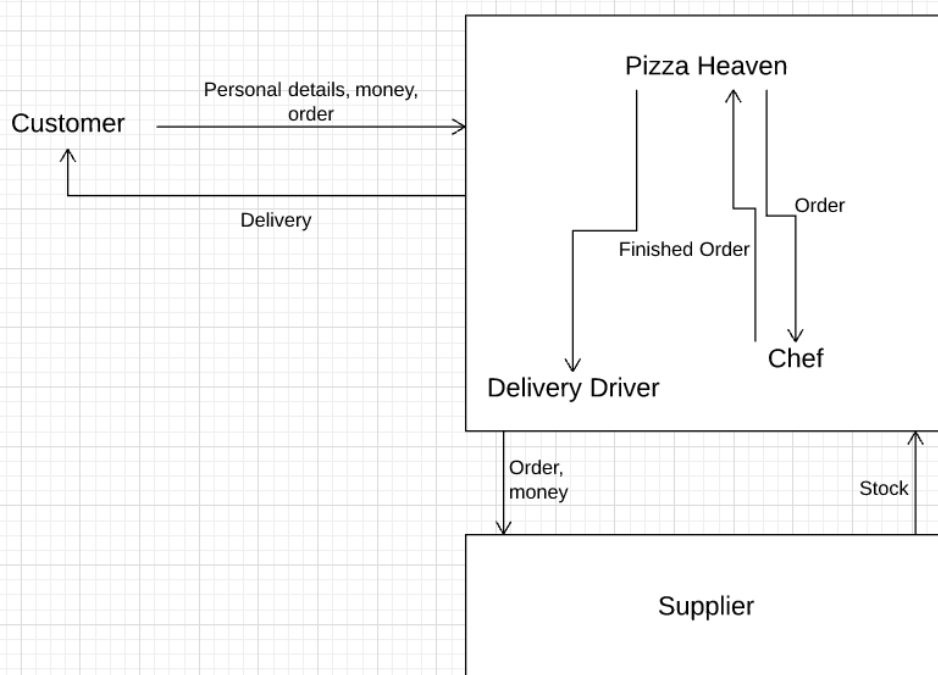 Pizza Heaven
Personal details, money,
order
Customer
Order
Delivery
Finished Order
Chef
Delivery Driver
Order,
money
Stock
Supplier